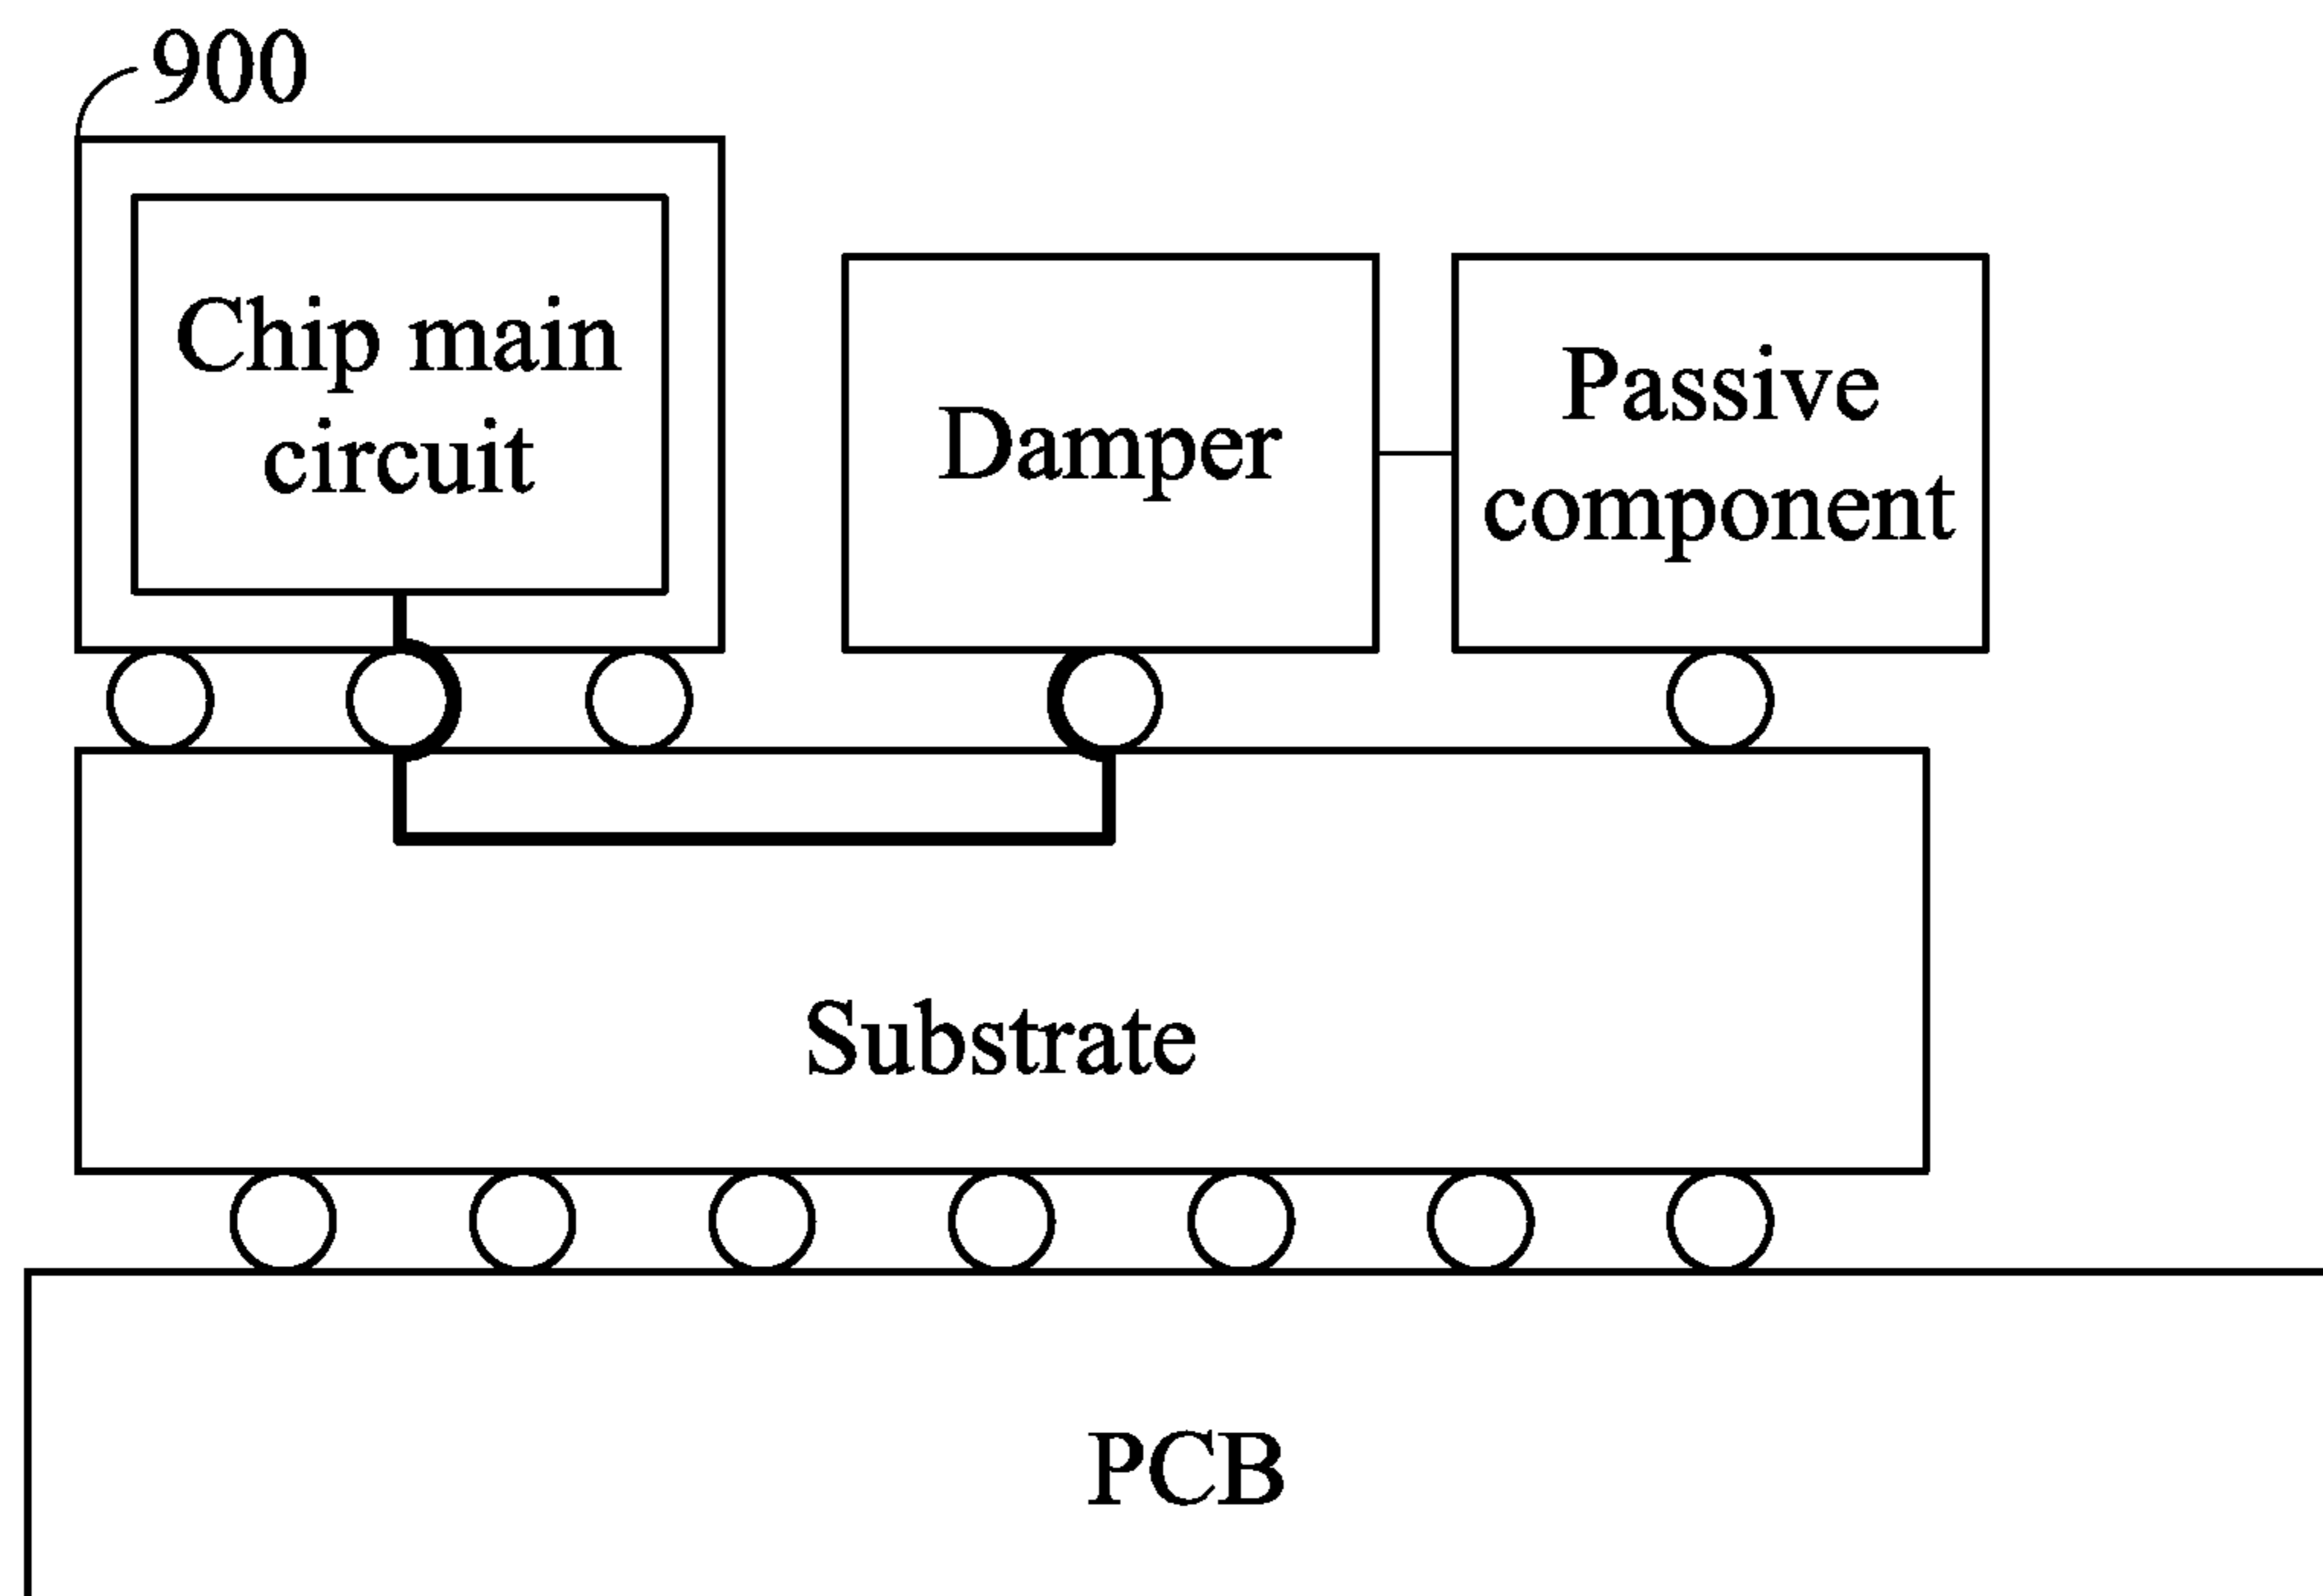 900
Chip main
circuit
Damper
Passive
component
Substrate
PCB